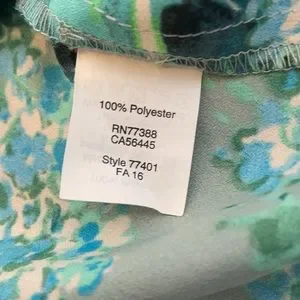 100% Polyester
RN77388
CA56445
Style 77401
FA 16